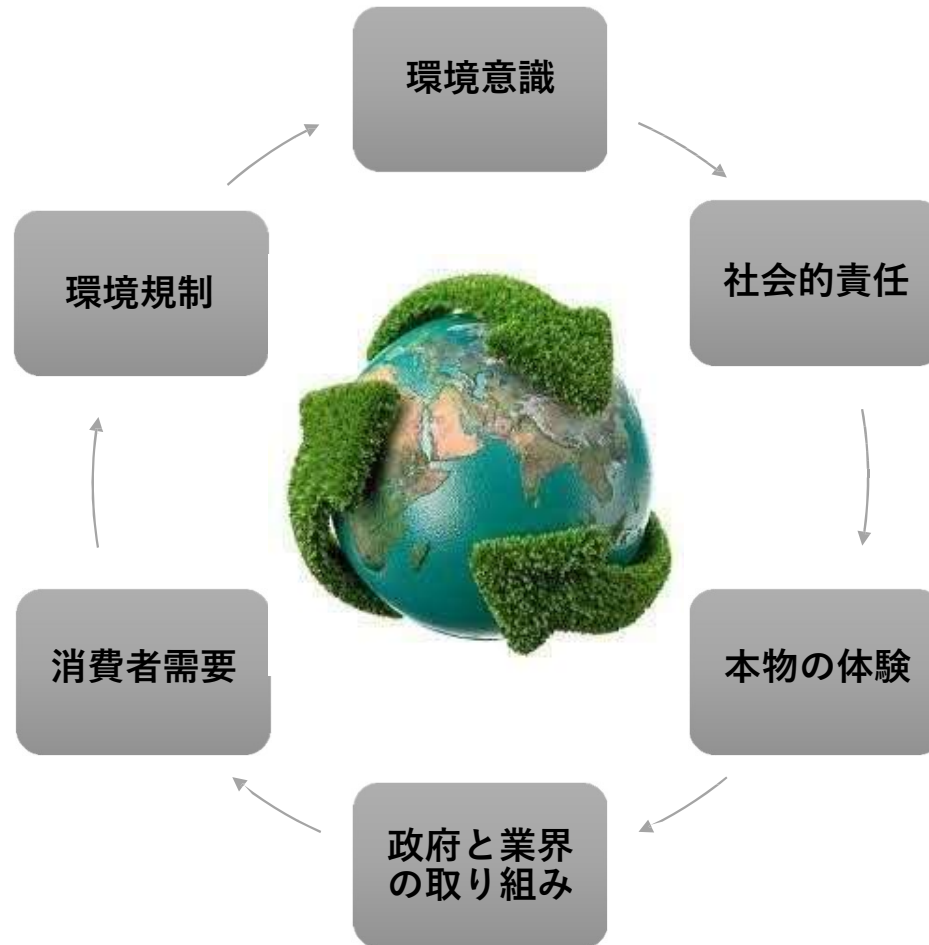 環境意識
社会的責任
本物の体験
政府と業界
の取り組み
消費者需要
環境規制